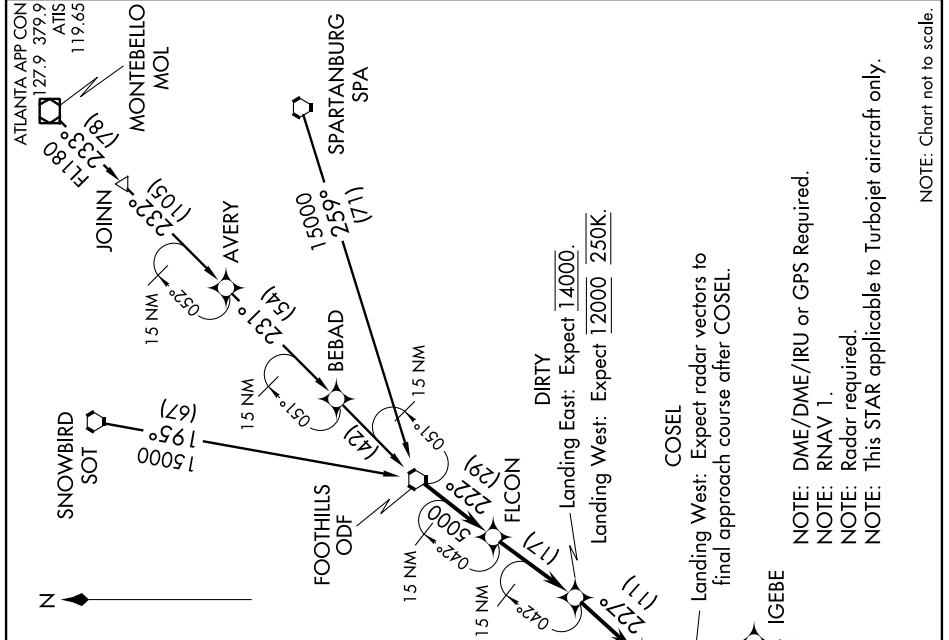 ATLANTA APP CON
127.9 379.9
ATIS
119.65
MONTEBELLO
MOL
FL180
233°
(78)
JOINN
232°
(105)
SPARTANBURG
SPA
15000
259°
(71)
15 NM
052°
AVERY
231°
(54)
15 NM
051°
BEBAD
(42)
SNOWBIRD
SOT
15000
195°
(67)
15 NM
051°
FOOTHILLS
ODF
5000
222°
(29)
15 NM
042°
FLCON
(17)
15 NM
042°
DIRTY
Landing East: Expect 14000.
Landing West: Expect 12000 250K.
227°
(11)
COSEL
Landing West: Expect radar vectors to
final approach course after COSEL.
IGEBE
N
NOTE: DME/DME/IRU or GPS Required.
NOTE: RNAV 1.
NOTE: Radar required.
NOTE: This STAR applicable to Turbojet aircraft only.
NOTE: Chart not to scale.